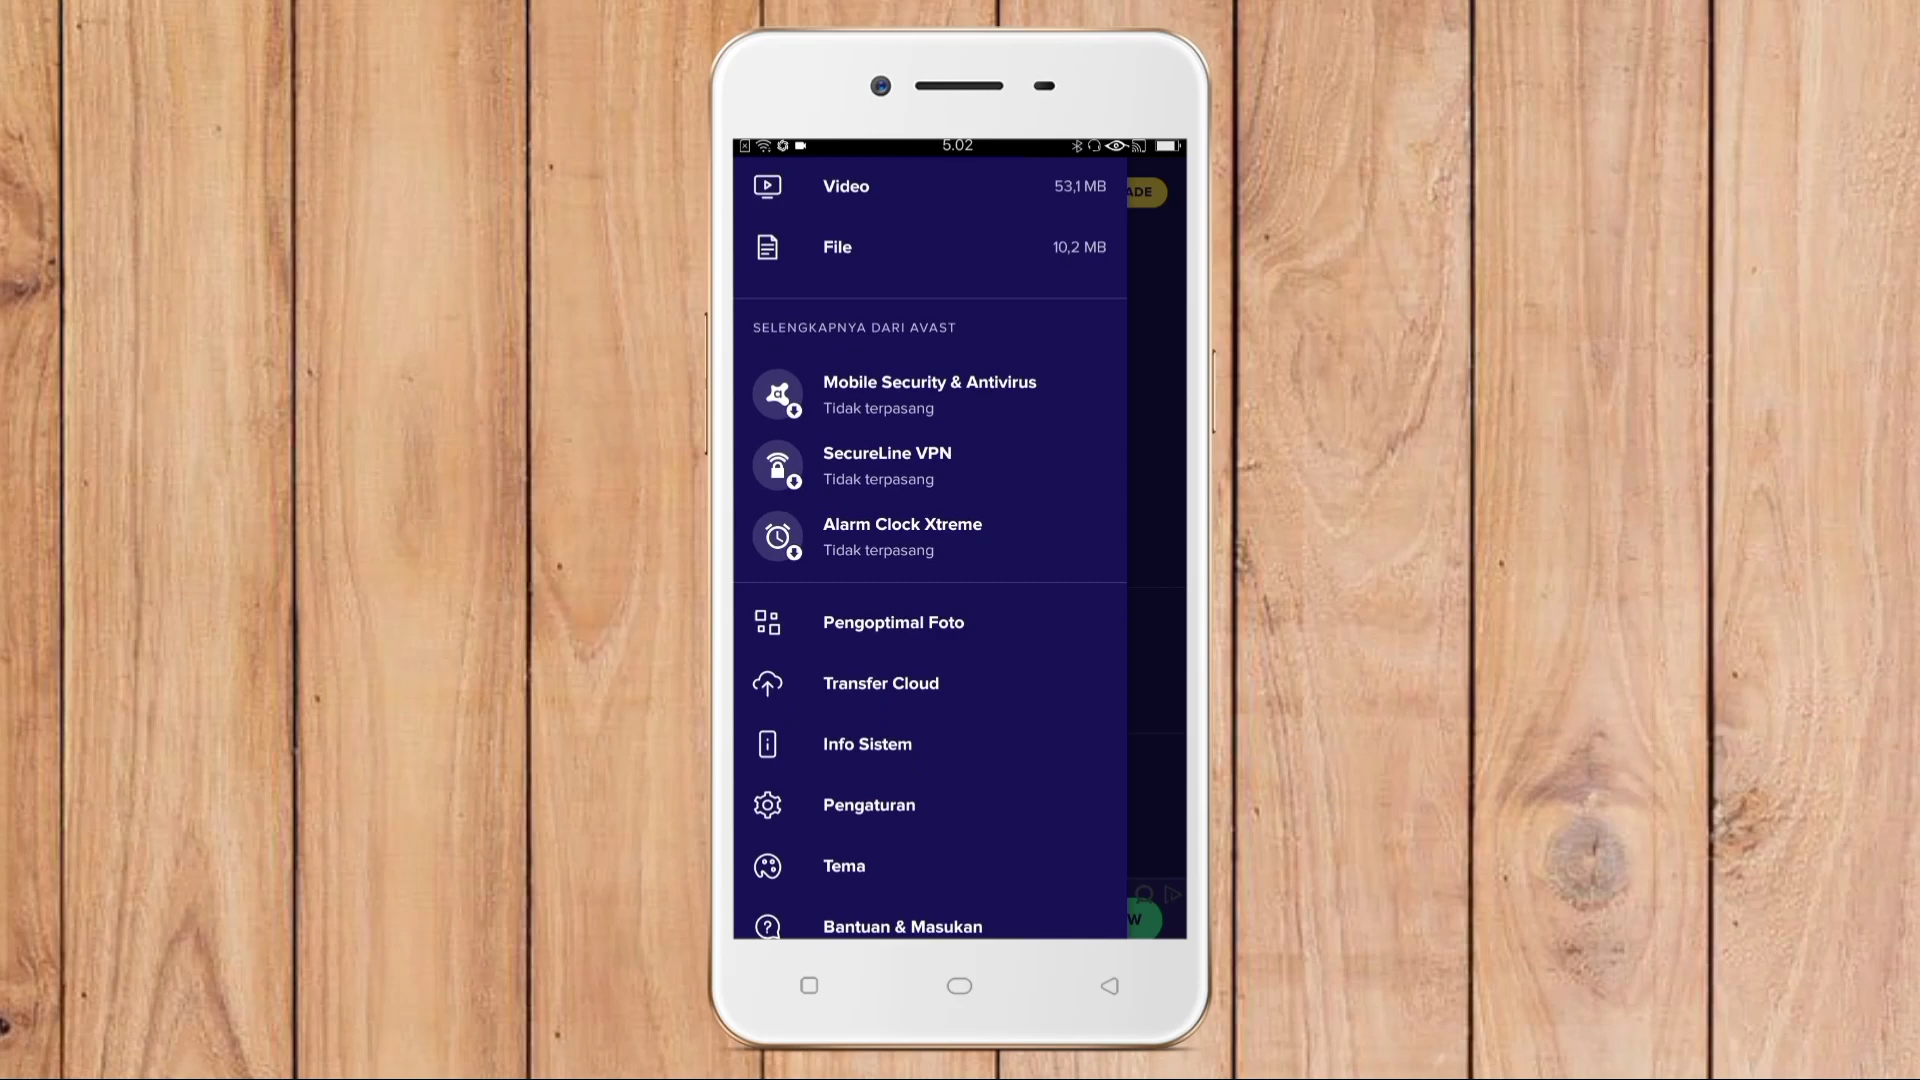 5.02
Video 53,1 MB
ADE
File 10,2 MB
SELENGKAPNYA DARI AVAST
Mobile Security & Antivirus
Tidak terpasang
SecureLine VPN
Tidak terpasang
Alarm Clock Xtreme
Tidak terpasang
Pengoptimal Foto
Transfer Cloud
Info Sistem
Pengaturan
Tema
Bantuan & Masukan
W